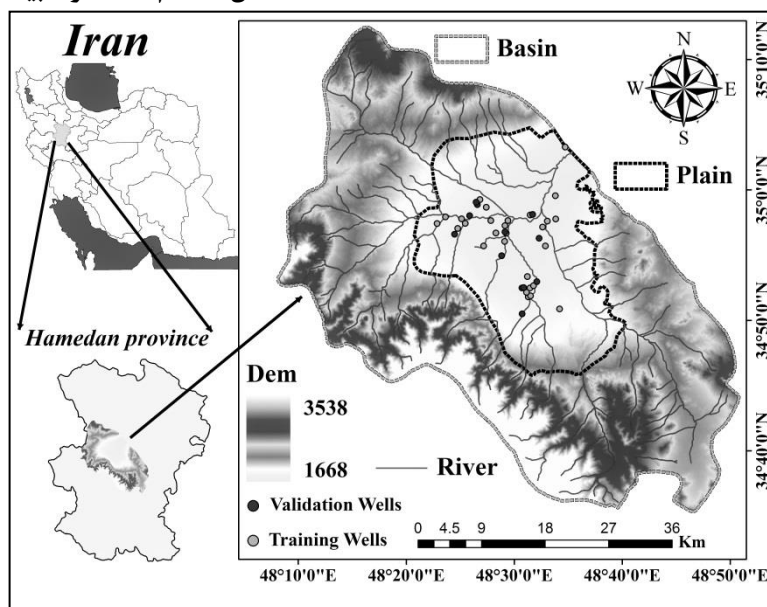 Iran
Hamedan province
Basin
N
W E
S
Plain
Dem
3538
1668
River
Validation Wells
Training Wells
0 4.5 9 18 27 36
Km
48°10'0"E 48°20'0"E 48°30'0"E 48°40'0"E 48°50'0"E
35°10'0"N
35°0'0"N
34°50'0"N
34°40'0"N